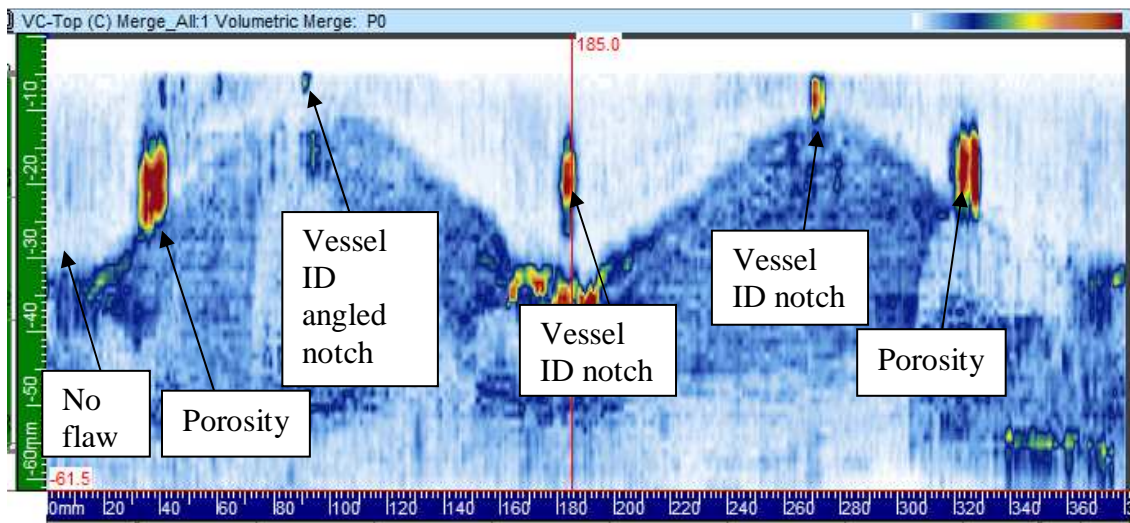 VC-Top (C) Merge_All:1 Volumetric Merge: P0
185.0
|-10
|-20
|-30
|-40
|-50
|-60mm
-61.5
Vessel
ID
angled
notch
Vessel
ID notch
Vessel
ID notch
Porosity
No
flaw
Porosity
0mm |20 |40 |60 |80 |100 |120 |140 |160 |180 |200 |220 |240 |260 |280 |300 |320 |340 |360